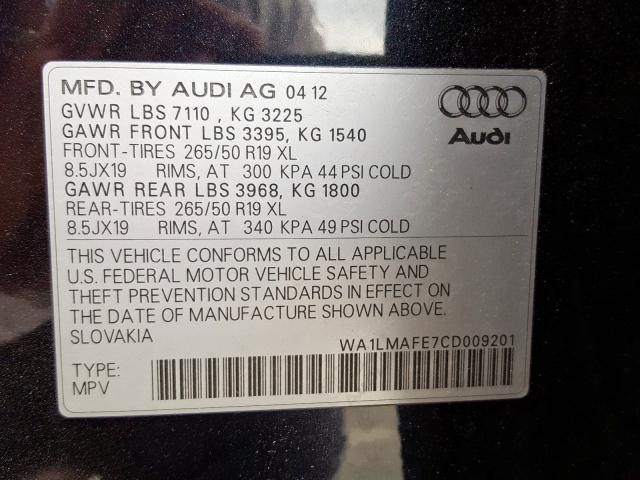 MFD. BY AUDI AG 04 12
GVWR LBS 7110 , KG 3225
GAWR FRONT LBS 3395, KG 1540
FRONT-TIRES 265/50 R19 XL
8.5JX19 RIMS, AT 300 KPA 44 PSI COLD
GAWR REAR LBS 3968, KG 1800
REAR-TIRES 265/50 R19 XL
8.5JX19 RIMS, AT 340 KPA 49 PSI COLD
Audi
THIS VEHICLE CONFORMS TO ALL APPLICABLE
U.S. FEDERAL MOTOR VEHICLE SAFETY AND
THEFT PREVENTION STANDARDS IN EFFECT ON
THE DATE OF MANUFACTURE SHOWN ABOVE.
SLOVAKIA
WA1LMAFE7CD009201
TYPE:
MPV